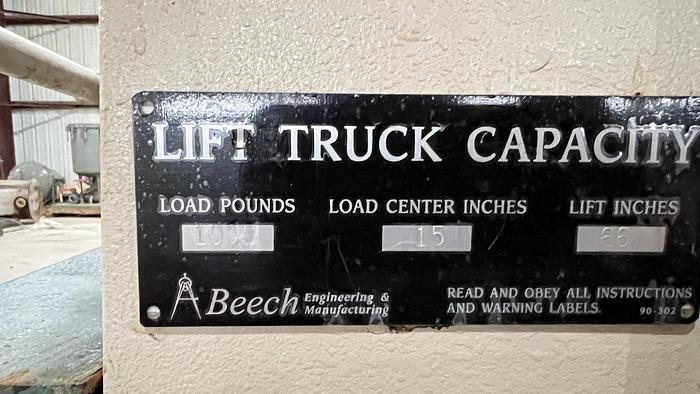 LIFT TRUCK CAPACITY
LOAD POUNDS LOAD CENTER INCHES LIFT INCHES
1000 15 66
Beech Engineering & Manufacturing
READ AND OBEY ALL INSTRUCTIONS
AND WARNING LABELS. 90-302